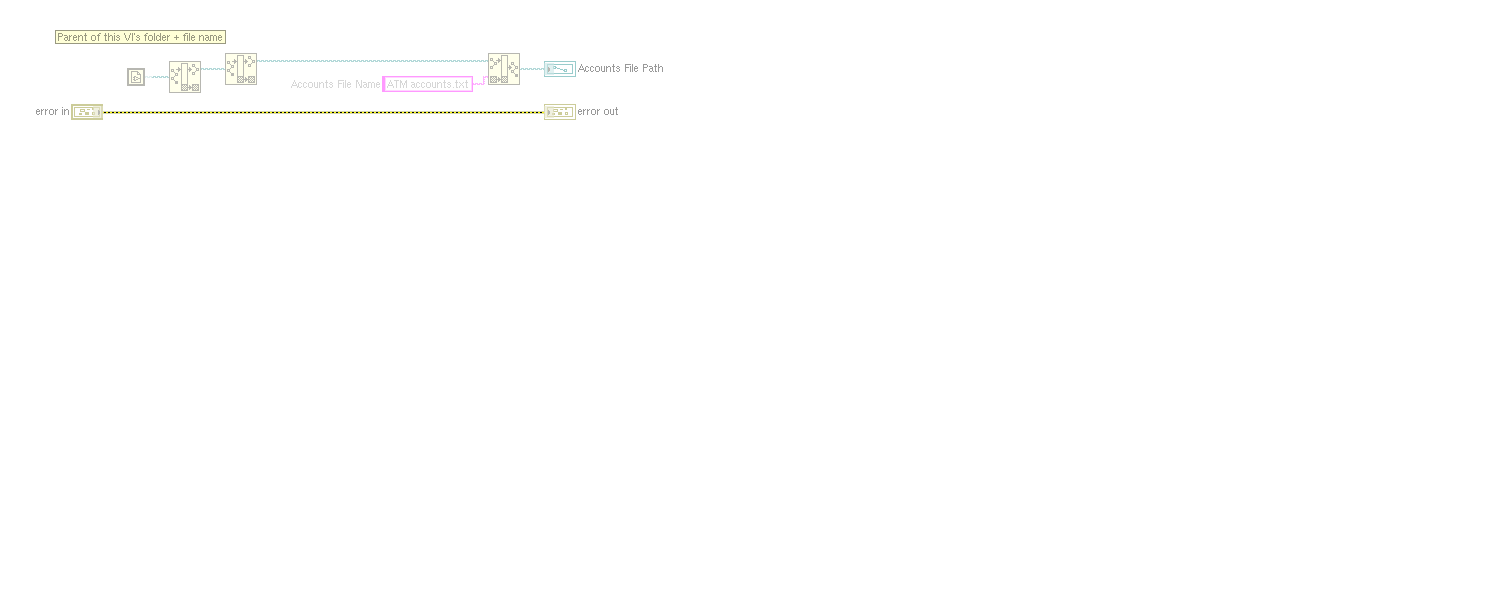 Parent of this VI's folder + file name
Accounts File Path
Accounts File Name
ATM accounts.txt
error in
error out